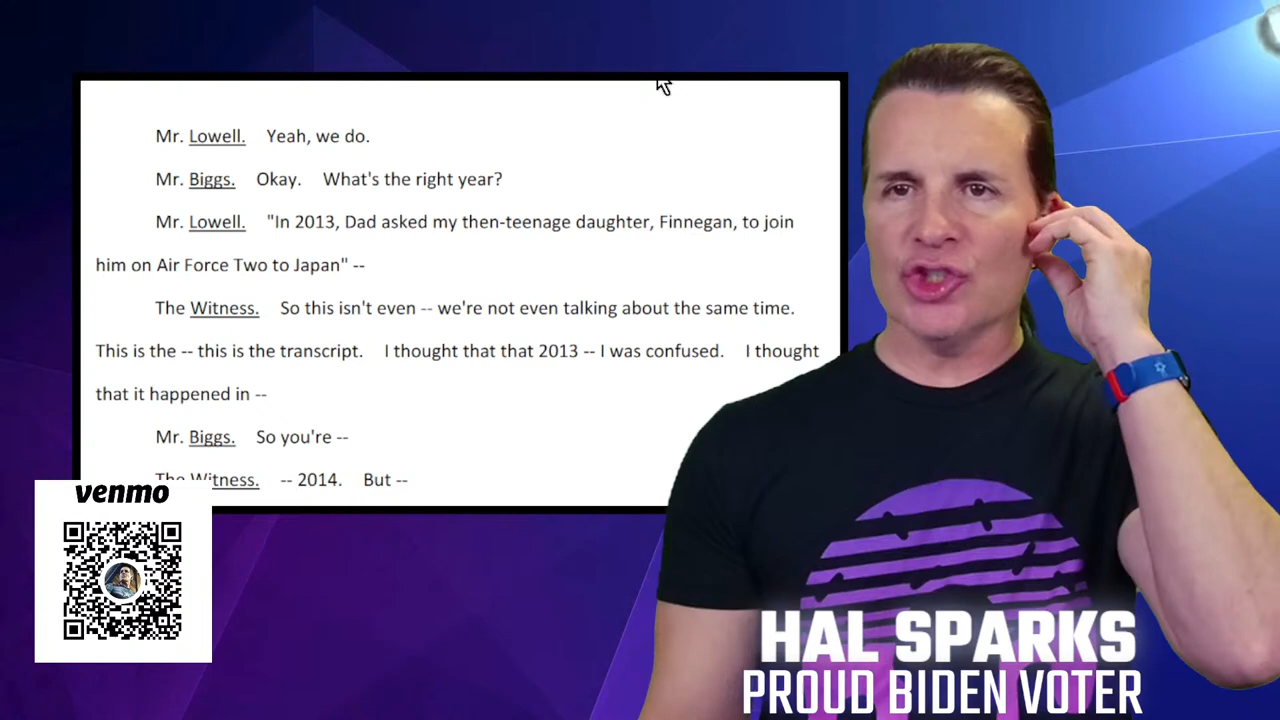 Mr. Lowell. Yeah, we do.
Mr. Biggs. Okay. What's the right year?
Mr. Lowell. "In 2013, Dad asked my then-teenage daughter, Finnegan, to join
him on Air Force Two to Japan" --
The Witness. So this isn't even -- we're not even talking about the same time.
This is the -- this is the transcript. I thought that that 2013 -- I was confused. I thought
that it happened in --
Mr. Biggs. So you're --
The Witness. -- 2014. But --
venmo
HAL SPARKS
PROUD BIDEN VOTER